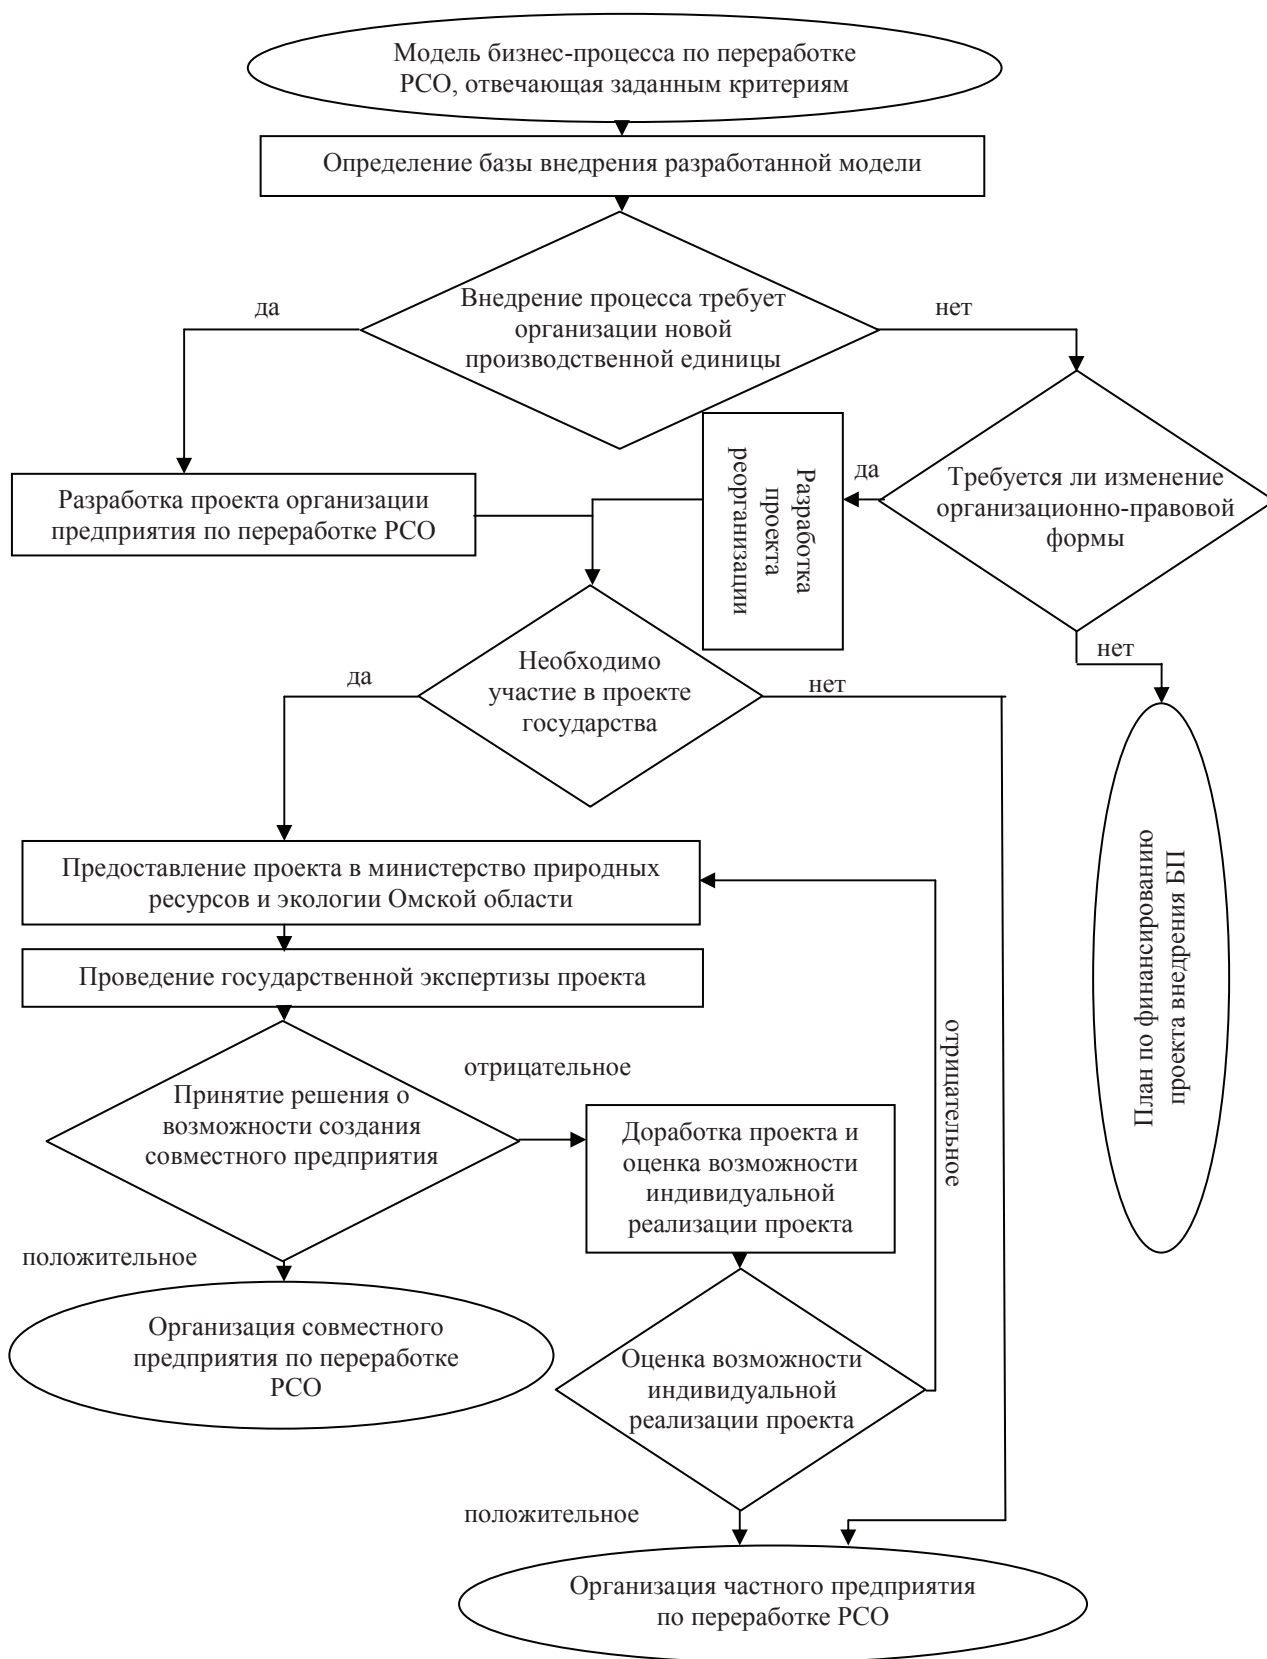 Модель бизнес-процесса по переработке
РСО, отвечающая заданным критериям
Определение базы внедрения разработанной модели
да
Внедрение процесса требует
организации новой
производственной единицы
нет
Разработка проекта организации
предприятия по переработке РСО
Разработка
проекта
реорганизации
да
Требуется ли изменение
организационно-правовой
формы
нет
да
Необходимо
участие в проекте
государства
нет
Предоставление проекта в министерство природных
ресурсов и экологии Омской области
Проведение государственной экспертизы проекта
План по финансированию
проекта внедрения БП
отрицательное
Принятие решения о
возможности создания
совместного предприятия
отрицательное
Доработка проекта и
оценка возможности
индивидуальной
реализации проекта
положительное
Организация совместного
предприятия по переработке
РСО
Оценка возможности
индивидуальной
реализации проекта
положительное
Организация частного предприятия
по переработке РСО